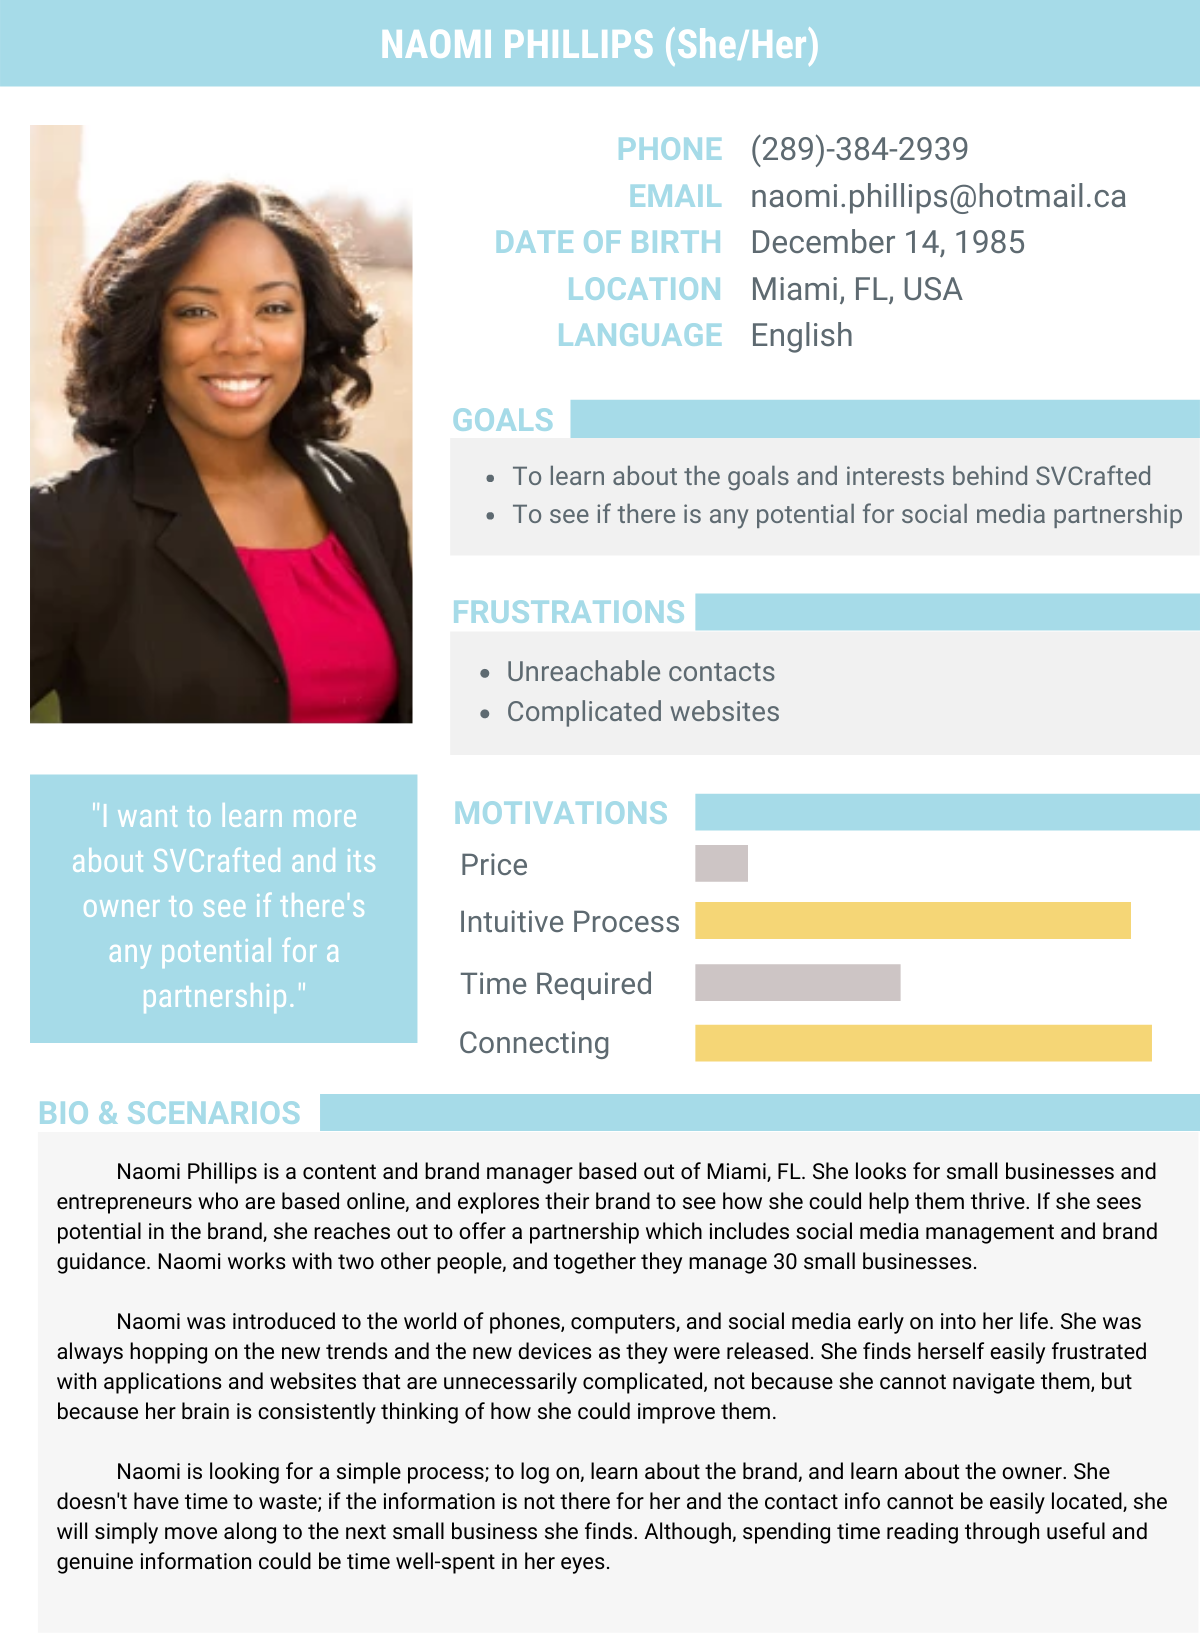 NAOMI PHILLIPS (She/Her)
PHONE (289)-384-2939
EMAIL naomi.phillips@hotmail.ca
DATE OF BIRTH December 14, 1985
LOCATION Miami, FL, USA
LANGUAGE English
GOALS
• To learn about the goals and interests behind SVCrafted
• To see if there is any potential for social media partnership
FRUSTRATIONS
• Unreachable contacts
• Complicated websites
"I want to learn more
about SVCrafted and its
owner to see if there's
any potential for a
partnership."
MOTIVATIONS
Price
Intuitive Process
Time Required
Connecting
BIO & SCENARIOS
Naomi Phillips is a content and brand manager based out of Miami, FL. She looks for small businesses and
entrepreneurs who are based online, and explores their brand to see how she could help them thrive. If she sees
potential in the brand, she reaches out to offer a partnership which includes social media management and brand
guidance. Naomi works with two other people, and together they manage 30 small businesses.
Naomi was introduced to the world of phones, computers, and social media early on into her life. She was
always hopping on the new trends and the new devices as they were released. She finds herself easily frustrated
with applications and websites that are unnecessarily complicated, not because she cannot navigate them, but
because her brain is consistently thinking of how she could improve them.
Naomi is looking for a simple process; to log on, learn about the brand, and learn about the owner. She
doesn't have time to waste; if the information is not there for her and the contact info cannot be easily located, she
will simply move along to the next small business she finds. Although, spending time reading through useful and
genuine information could be time well-spent in her eyes.